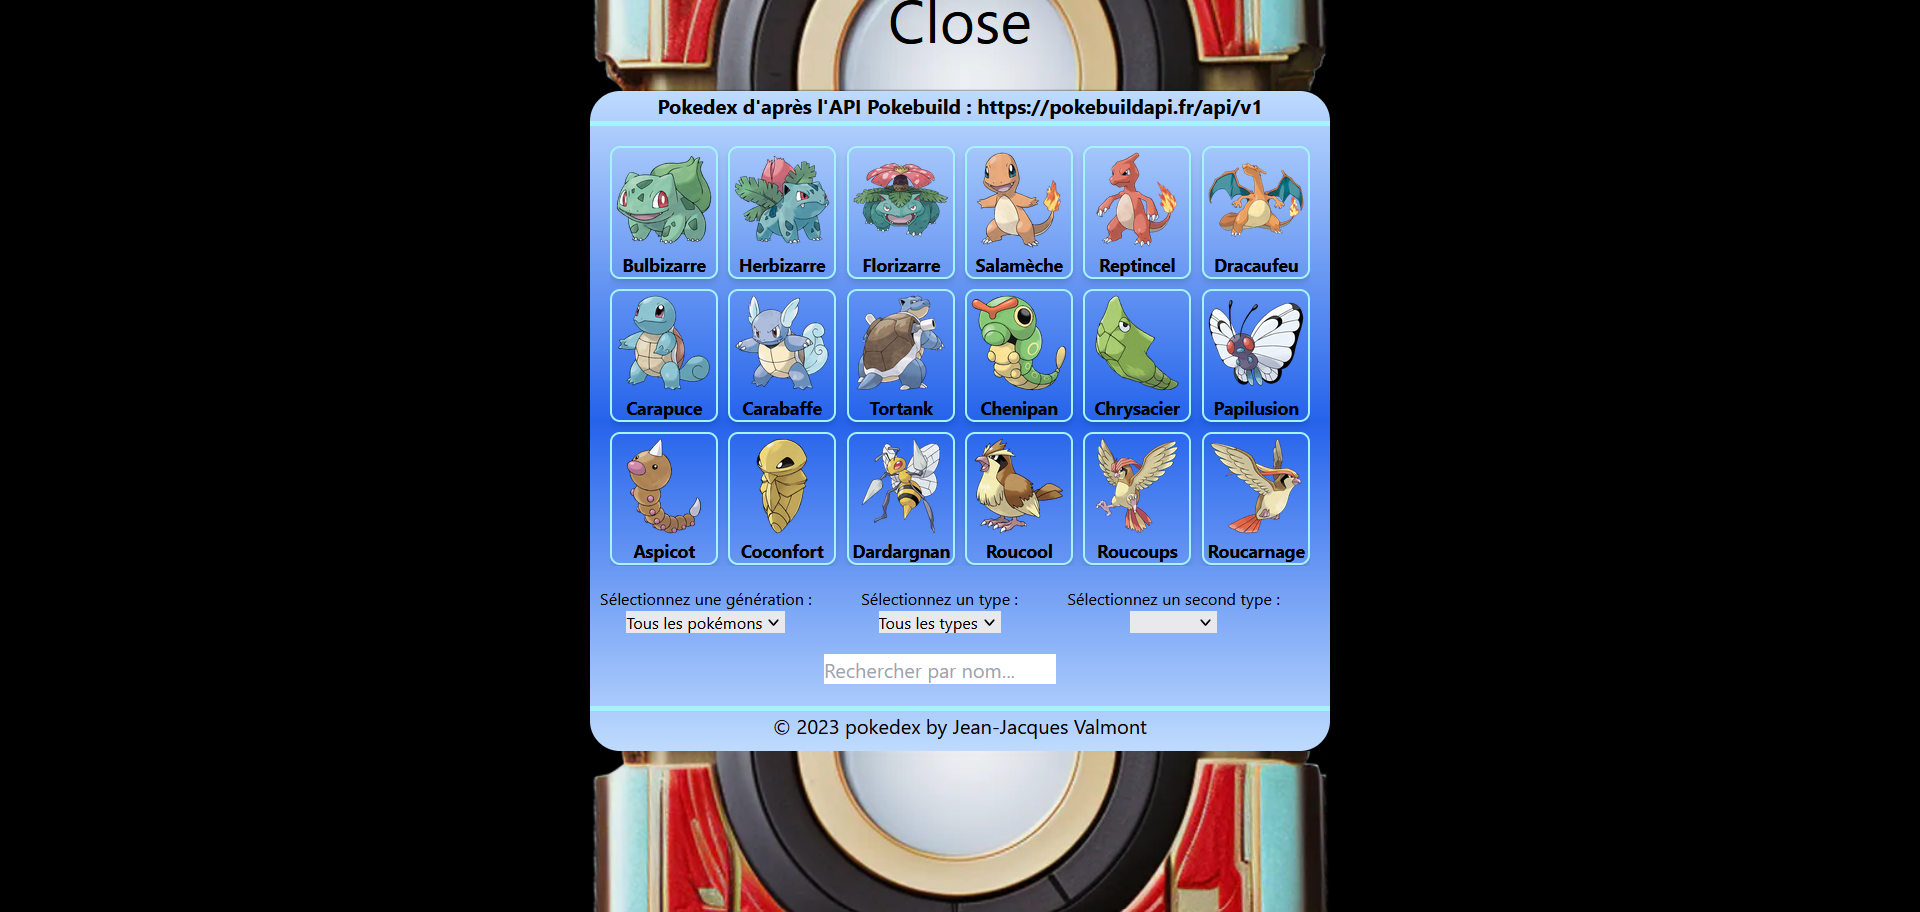 Close
Pokedex d'après l'API Pokebuild : https://pokebuildapi.fr/api/v1
Bulbizarre Herbizarre Florizarre Salamèche Reptincel Dracaufeu
Carapuce Carabaffe Tortank Chenipan Chrysacier Papilusion
Aspicot Coconfort Dardargnan Roucool Roucoups Roucarnage
Sélectionnez une génération : Sélectionnez un type : Sélectionnez un second type :
Tous les pokémons Tous les types
Rechercher par nom...
© 2023 pokedex by Jean-Jacques Valmont